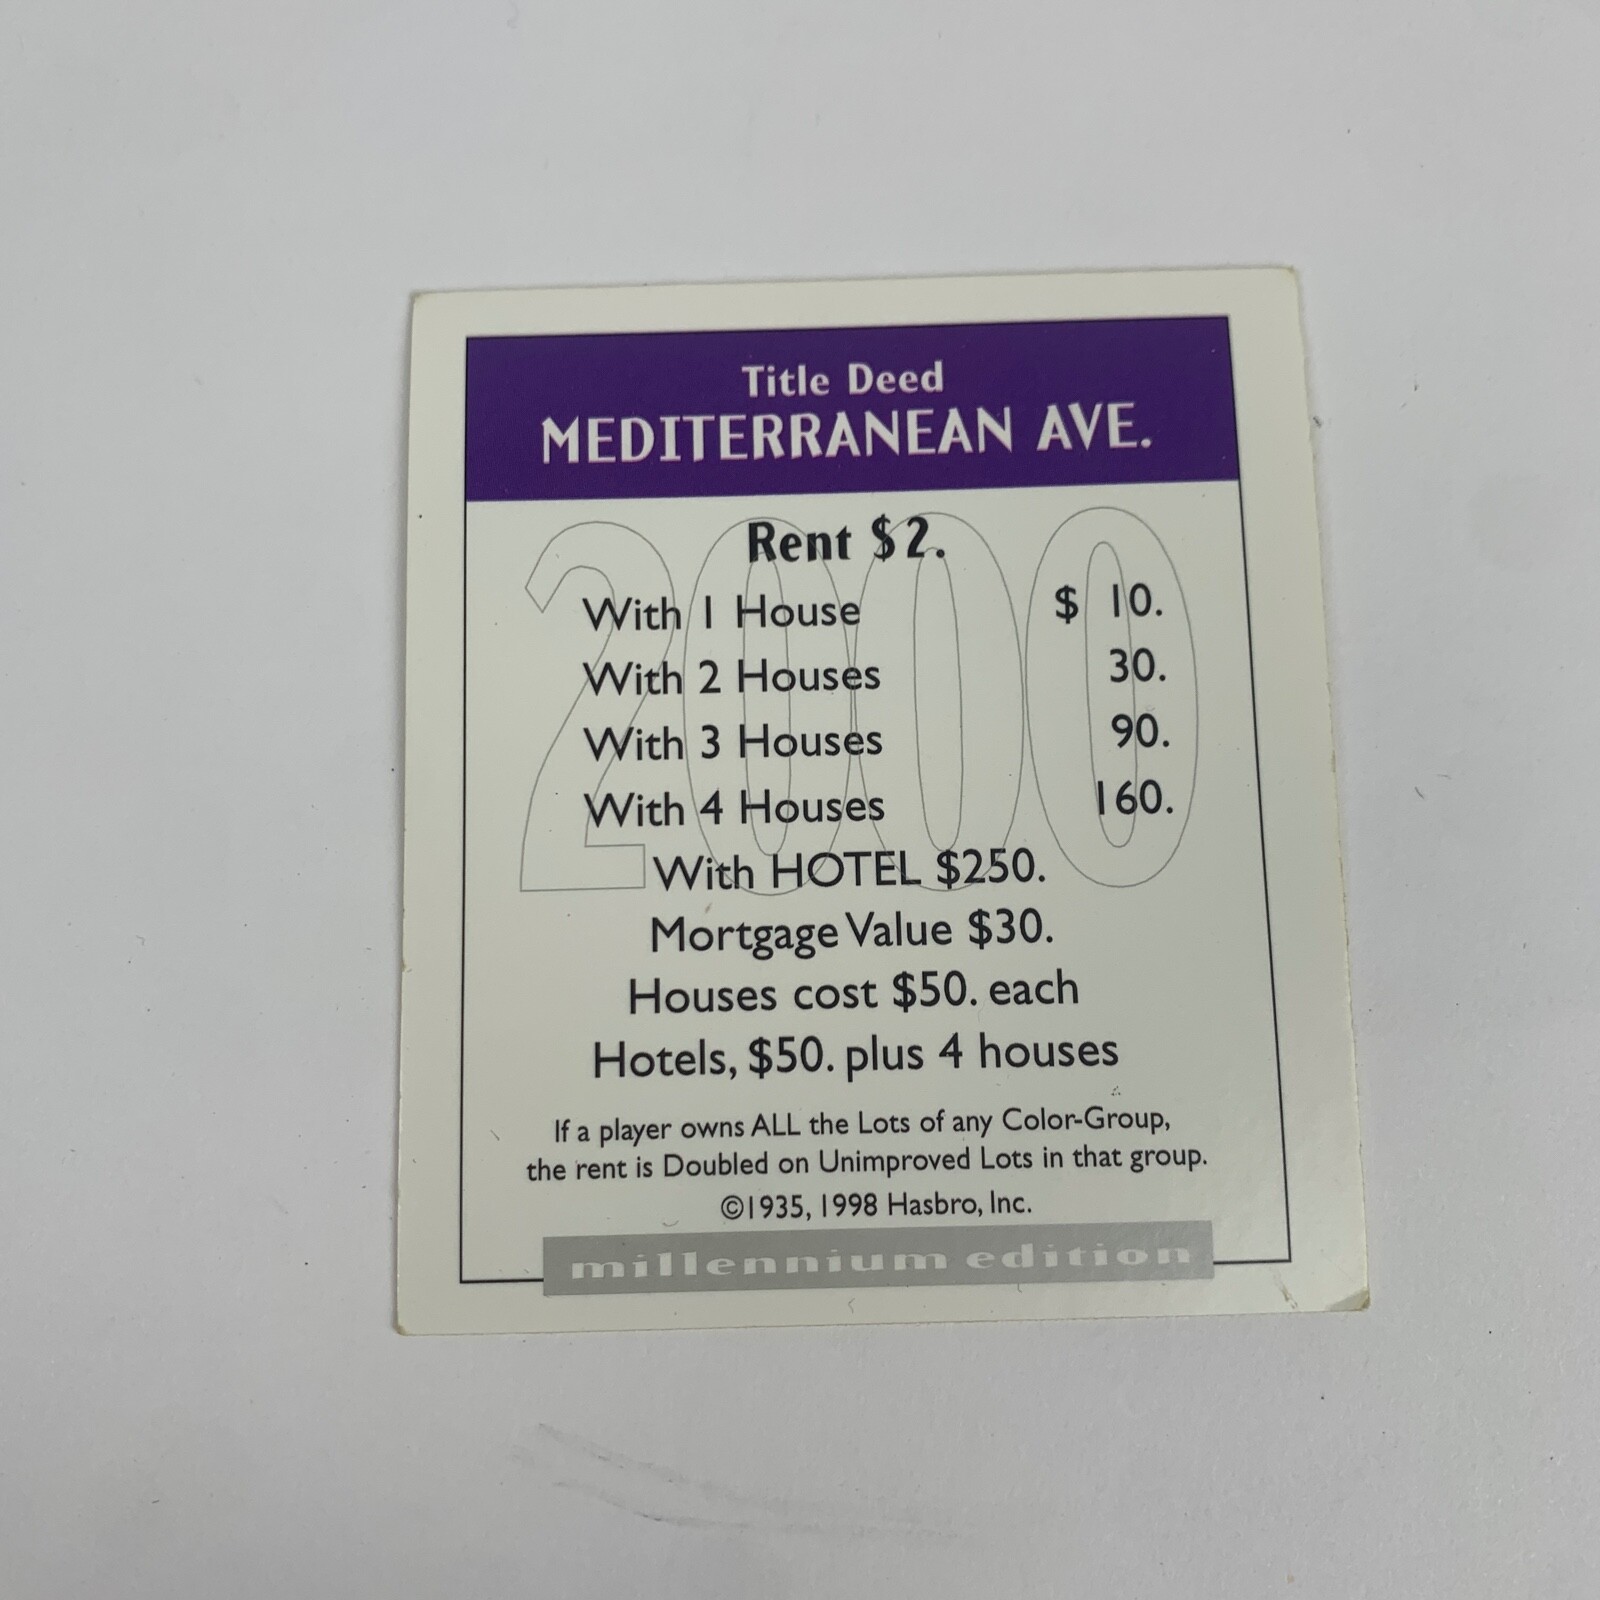 Title Deed
MEDITERRANEAN AVE.
2000
Rent $2.
With 1 House $ 10.
With 2 Houses 30.
With 3 Houses 90.
With 4 Houses 160.
With HOTEL $250.
Mortgage Value $30.
Houses cost $50. each
Hotels, $50. plus 4 houses
If a player owns ALL the Lots of any Color-Group,
the rent is Doubled on Unimproved Lots in that group.
©1935, 1998 Hasbro, Inc.
millennium edition